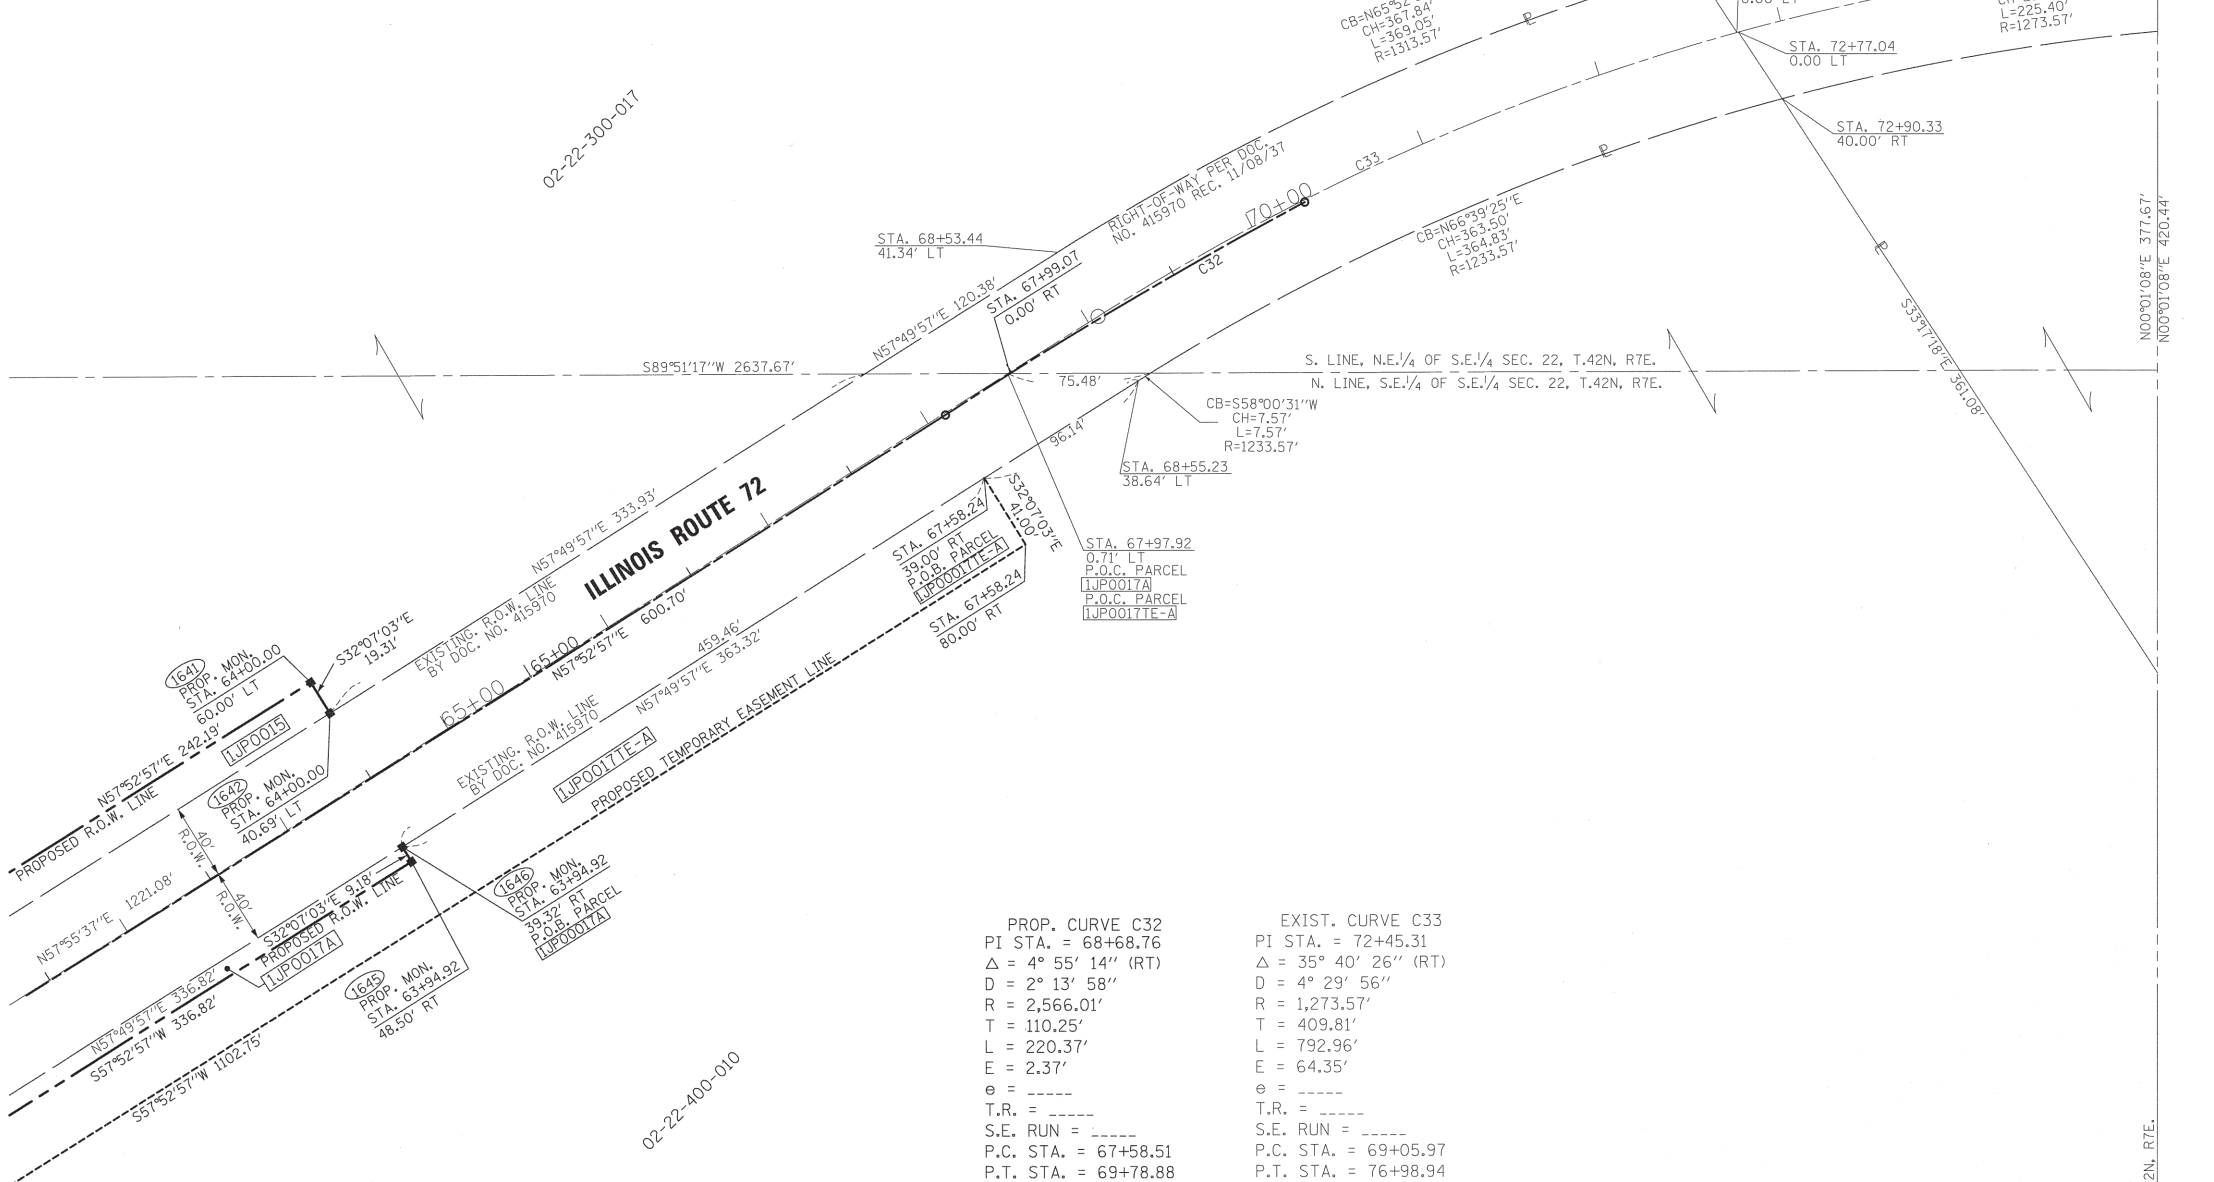 02-22-300-017
CH=367.84'
L=369.05'
R=1313.57'
STA. 72+77.04
0.00 LT
L=225.40'
R=1273.57'
STA. 72+90.33
40.00' RT
RIGHT-OF-WAY PER DOC.
NO. 415970 REC. 11/08/37
C33
70+00
C32
CB=N66°39'25"E
CH=363.50'
L=364.83'
R=1233.57'
STA. 68+53.44
41.34' LT
STA. 67+99.07
0.00' RT
N57°49'57"E 120.38'
N00°01'08"E 377.67'
N00°01'08"E 420.44'
S33°17'18"E 361.08'
S89°51'17"W 2637.67'
75.48'
S. LINE, N.E.1/4 OF S.E.1/4 SEC. 22, T.42N, R7E.
N. LINE, S.E.1/4 OF S.E.1/4 SEC. 22, T.42N, R7E.
CB=S58°00'31"W
CH=7.57'
L=7.57'
R=1233.57'
96.14'
STA. 68+55.23
38.64' LT
N57°49'57"E 333.93'
ILLINOIS ROUTE 72
STA. 67+58.24
39.00' RT
P.O.B. PARCEL
1JP00017TE-A
S32°07'03"E
41.00'
STA. 67+58.24
80.00' RT
STA. 67+97.92
0.71' LT
P.O.C. PARCEL
1JP0017A
P.O.C. PARCEL
1JP0017TE-A
S32°07'03"E
19.31'
1641
PROP. MON.
STA. 64+00.00
60.00' LT
1JP0015
EXISTING. R.O.W. LINE
BY DOC. NO. 415970
65+00
65+00
N57°52'57"E 600.70'
459.46'
N57°49'57"E 363.32'
EXISTING. R.O.W. LINE
BY DOC. NO. 415970
1JP0017TE-A
PROPOSED TEMPORARY EASEMENT LINE
N57°52'57"E 242.19'
PROPOSED R.O.W. LINE
1642
PROP. MON.
STA. 64+00.00
40.69' LT
40'
R.O.W.
40'
R.O.W.
N57°55'37"E 1221.08'
S32°07'03"E 9.18'
PROPOSED R.O.W. LINE
1JP0017A
1646
PROP. MON.
STA. 63+94.92
39.32' RT
P.O.B. PARCEL
1JP00017A
1645
PROP. MON.
STA. 63+94.92
48.50' RT
N57°49'57"E 336.82'
S57°52'57"W 336.82'
S57°52'57"W 1102.75'
02-22-400-010
PROP. CURVE C32
PI STA. = 68+68.76
Δ = 4° 55' 14" (RT)
D = 2° 13' 58"
R = 2,566.01'
T = 110.25'
L = 220.37'
E = 2.37'
e = _____
T.R. = _____
S.E. RUN = _____
P.C. STA. = 67+58.51
P.T. STA. = 69+78.88
EXIST. CURVE C33
PI STA. = 72+45.31
Δ = 35° 40' 26" (RT)
D = 4° 29' 56"
R = 1,273.57'
T = 409.81'
L = 792.96'
E = 64.35'
e = _____
T.R. = _____
S.E. RUN = _____
P.C. STA. = 69+05.97
P.T. STA. = 76+98.94
2N, R7E.